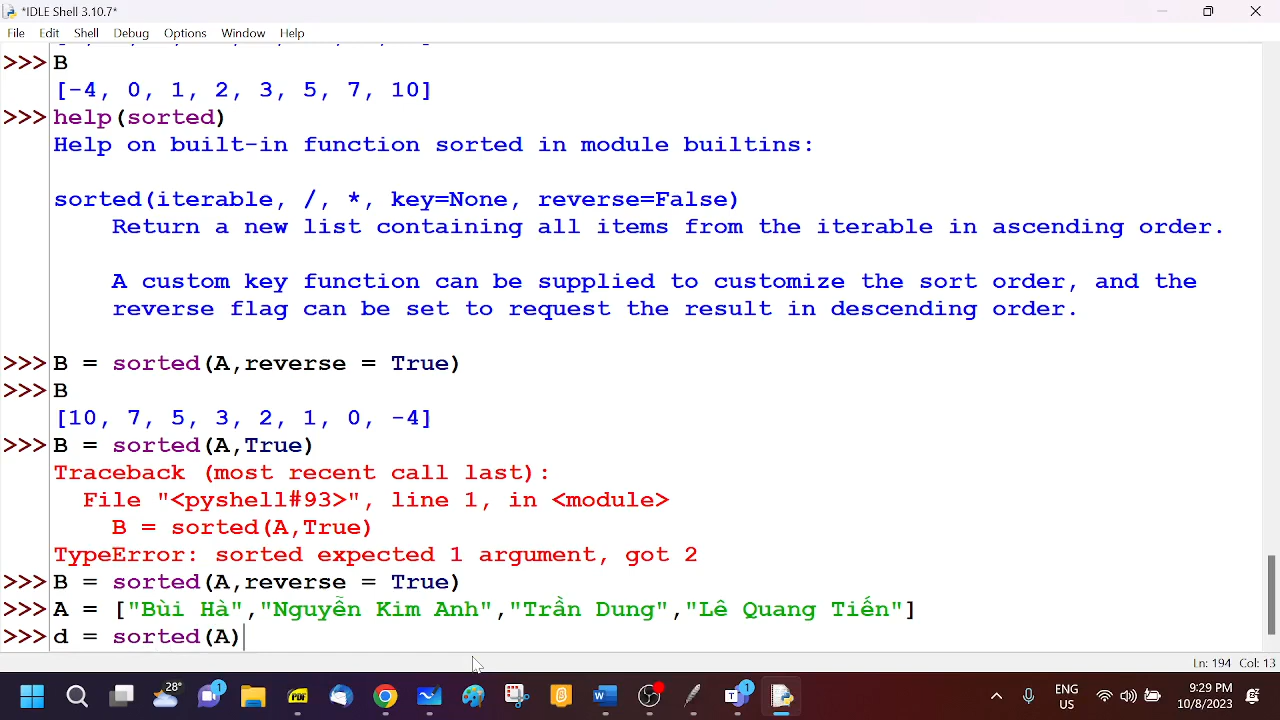 *IDLE Shell 3.10.7*
File Edit Shell Debug Options Window Help
>>> B
[-4, 0, 1, 2, 3, 5, 7, 10]
>>> help(sorted)
Help on built-in function sorted in module builtins:
sorted(iterable, /, *, key=None, reverse=False)
Return a new list containing all items from the iterable in ascending order.
A custom key function can be supplied to customize the sort order, and the
reverse flag can be set to request the result in descending order.
>>> B = sorted(A,reverse = True)
>>> B
[10, 7, 5, 3, 2, 1, 0, -4]
>>> B = sorted(A,True)
Traceback (most recent call last):
File "<pyshell#93>", line 1, in <module>
B = sorted(A,True)
TypeError: sorted expected 1 argument, got 2
>>> B = sorted(A,reverse = True)
>>> A = ["Bùi Hà","Nguyễn Kim Anh","Trần Dung","Lê Quang Tiến"]
>>> d = sorted(A)
Ln: 194 Col: 13
28°
1
PDF
W
1
ENG
US
9:29 PM
10/8/2023